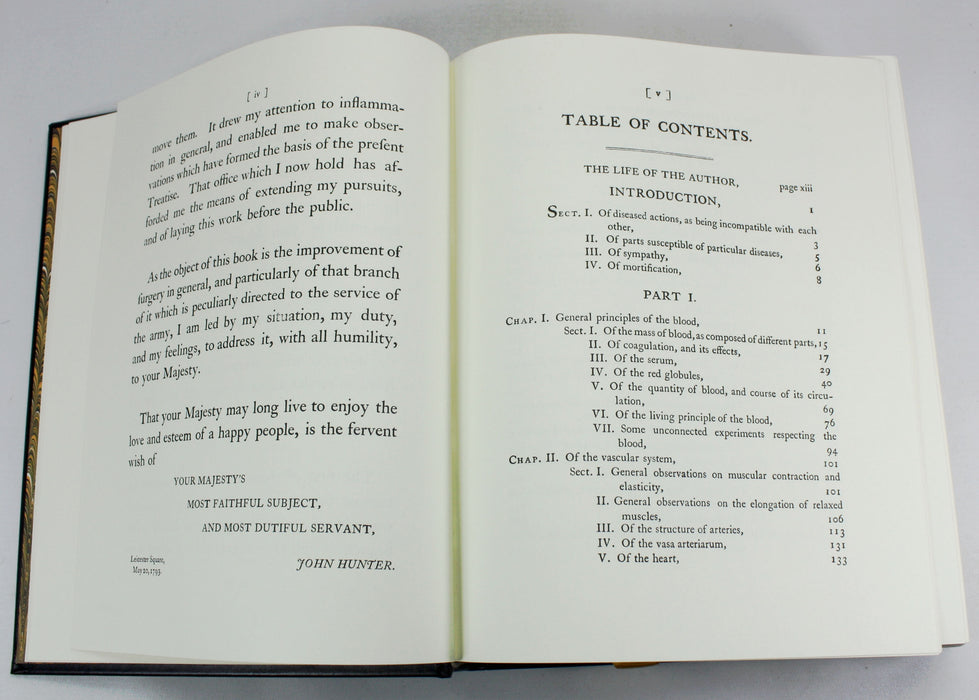 [ iv ]
move them. It drew my attention to inflamma-
tion in general, and enabled me to make obser-
vations which have formed the basis of the preſent
Treatise. That office which I now hold has af-
forded me the means of extending my pursuits,
and of laying this work before the public.
As the object of this book is the improvement of
ſurgery in general, and particularly of that branch
of it which is peculiarly directed to the service of
the army, I am led by my situation, my duty,
and my feelings, to address it, with all humility,
to your Majesty.
That your Majesty may long live to enjoy the
love and esteem of a happy people, is the fervent
wish of
YOUR MAJESTY'S
MOST FAITHFUL SUBJECT,
AND MOST DUTIFUL SERVANT,
JOHN HUNTER.
Leicester Square,
May 20, 1793.
[ v ]
TABLE OF CONTENTS.
THE LIFE OF THE AUTHOR, page xiii
INTRODUCTION, 1
SECT. I. Of diseased actions, as being incompatible with each
other, 3
II. Of parts susceptible of particular diseases, 5
III. Of sympathy, 6
IV. Of mortification, 8
PART I.
CHAP. I. General principles of the blood, 11
Sect. I. Of the mass of blood, as composed of different parts, 15
II. Of coagulation, and its effects, 17
III. Of the serum, 29
IV. Of the red globules, 40
V. Of the quantity of blood, and course of its circu-
lation, 69
VI. Of the living principle of the blood, 76
VII. Some unconnected experiments respecting the
blood, 94
CHAP. II. Of the vascular system, 101
Sect. I. General observations on muscular contraction and
elasticity, 101
II. General observations on the elongation of relaxed
muscles, 106
III. Of the structure of arteries, 113
IV. Of the vasa arteriarum, 131
V. Of the heart, 133